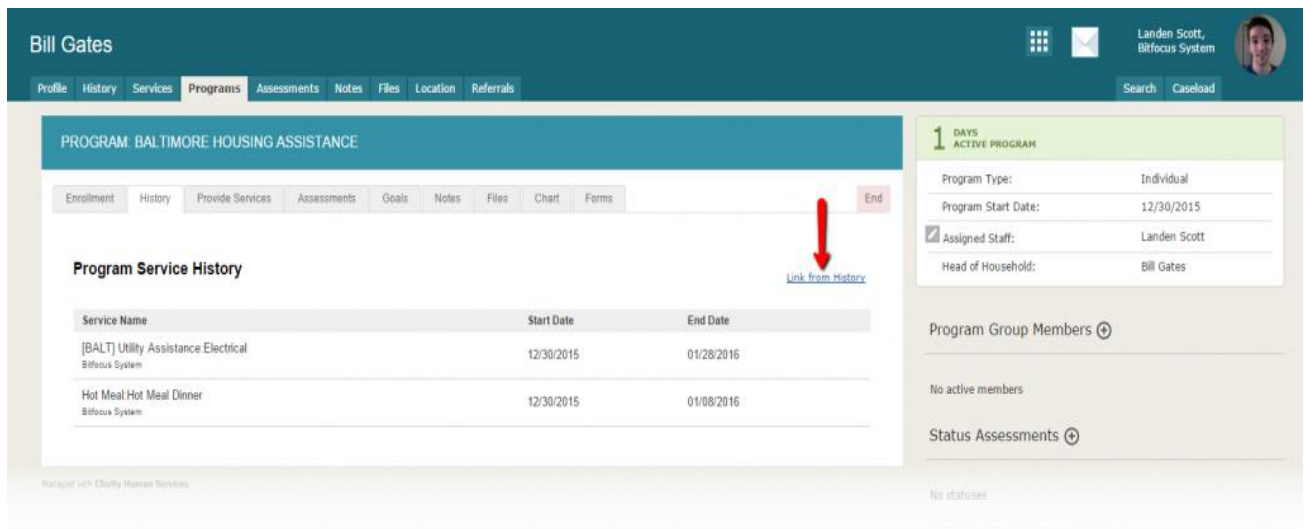 Bill Gates
Landen Scott,
Bitfocus System
Profile History Services Programs Assessments Notes Files Location Referrals
Search Caseload
PROGRAM: BALTIMORE HOUSING ASSISTANCE
Enrollment History Provide Services Assessments Goals Notes Files Chart Forms End
Program Service History
Link from History
Service Name Start Date End Date
[BALT] Utility Assistance:Electrical 12/30/2015 01/28/2016
Bitfocus System
Hot Meal:Hot Meal Dinner 12/30/2015 01/08/2016
Bitfocus System
1 DAYS
ACTIVE PROGRAM
Program Type: Individual
Program Start Date: 12/30/2015
Assigned Staff: Landen Scott
Head of Household: Bill Gates
Program Group Members
No active members
Status Assessments
No statuses
Managed with Clarity Human Services